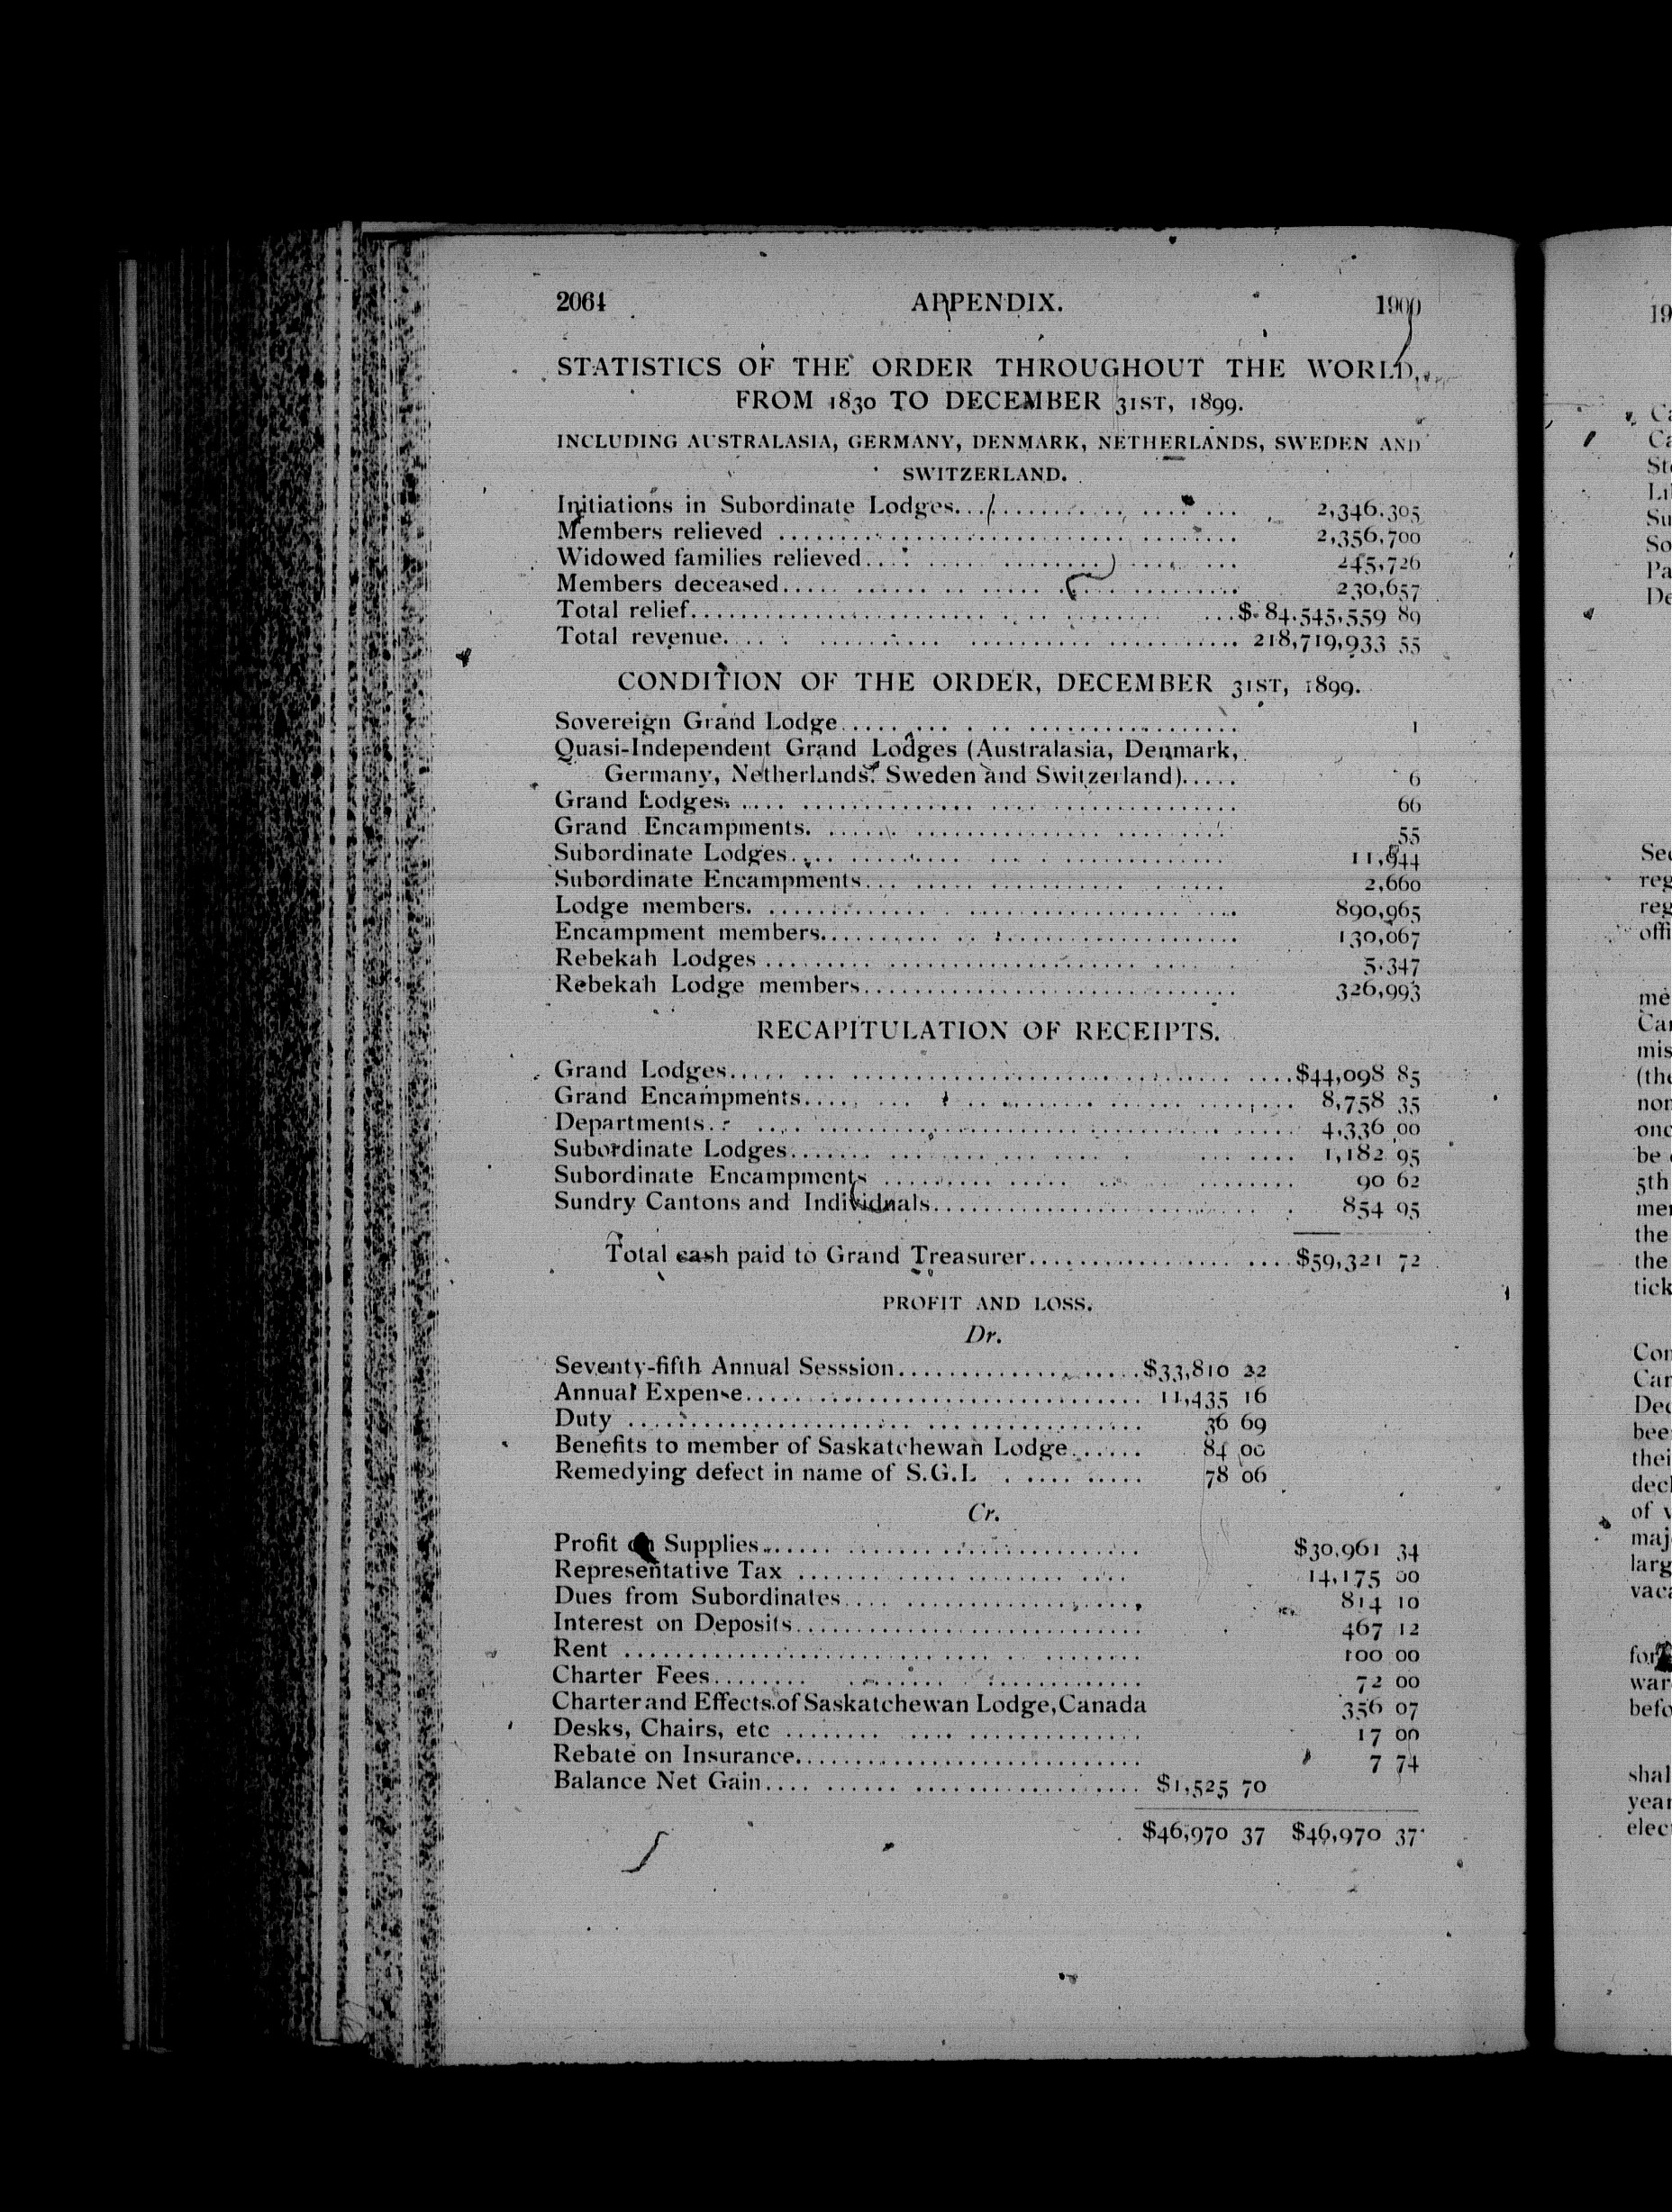 2064 APPENDIX. 1900
STATISTICS OF THE ORDER THROUGHOUT THE WORLD,
FROM 1830 TO DECEMBER 31ST, 1899.
INCLUDING AUSTRALASIA, GERMANY, DENMARK, NETHERLANDS, SWEDEN AND
SWITZERLAND.
Initiations in Subordinate Lodges 2,346,305
Members relieved 2,356,700
Widowed families relieved 245,726
Members deceased 230,657
Total relief $ 84,545,559 89
Total revenue 218,719,933 55
CONDITION OF THE ORDER, DECEMBER 31ST, 1899.
Sovereign Grand Lodge 1
Quasi-Independent Grand Lodges (Australasia, Denmark,
Germany, Netherlands, Sweden and Switzerland) 6
Grand Lodges 66
Grand Encampments 55
Subordinate Lodges
Subordinate Encampments 2,660
Lodge members 890,965
Encampment members 130,067
Rebekah Lodges 5,347
Rebekah Lodge members 326,993
RECAPITULATION OF RECEIPTS.
Grand Lodges $44,098 85
Grand Encampments 8,758 35
Departments 4,336 00
Subordinate Lodges 1,182 95
Subordinate Encampments 90 62
Sundry Cantons and Individuals 854 95
Total cash paid to Grand Treasurer $59,321 72
PROFIT AND LOSS.
Dr.
Seventy-fifth Annual Sesssion $33,810 22
Annual Expense 11,435 16
Duty 36 69
Benefits to member of Saskatchewan Lodge 84 00
Remedying defect in name of S.G.L 78 06
Cr.
Profit on Supplies $30,961 34
Representative Tax 14,175 00
Dues from Subordinates 814 10
Interest on Deposits 467 12
Rent 100 00
Charter Fees 72 00
Charter and Effects of Saskatchewan Lodge, Canada 356 07
Desks, Chairs, etc 17 00
Rebate on Insurance 7 74
Balance Net Gain $1,525 70
$46,970 37 $46,970 37